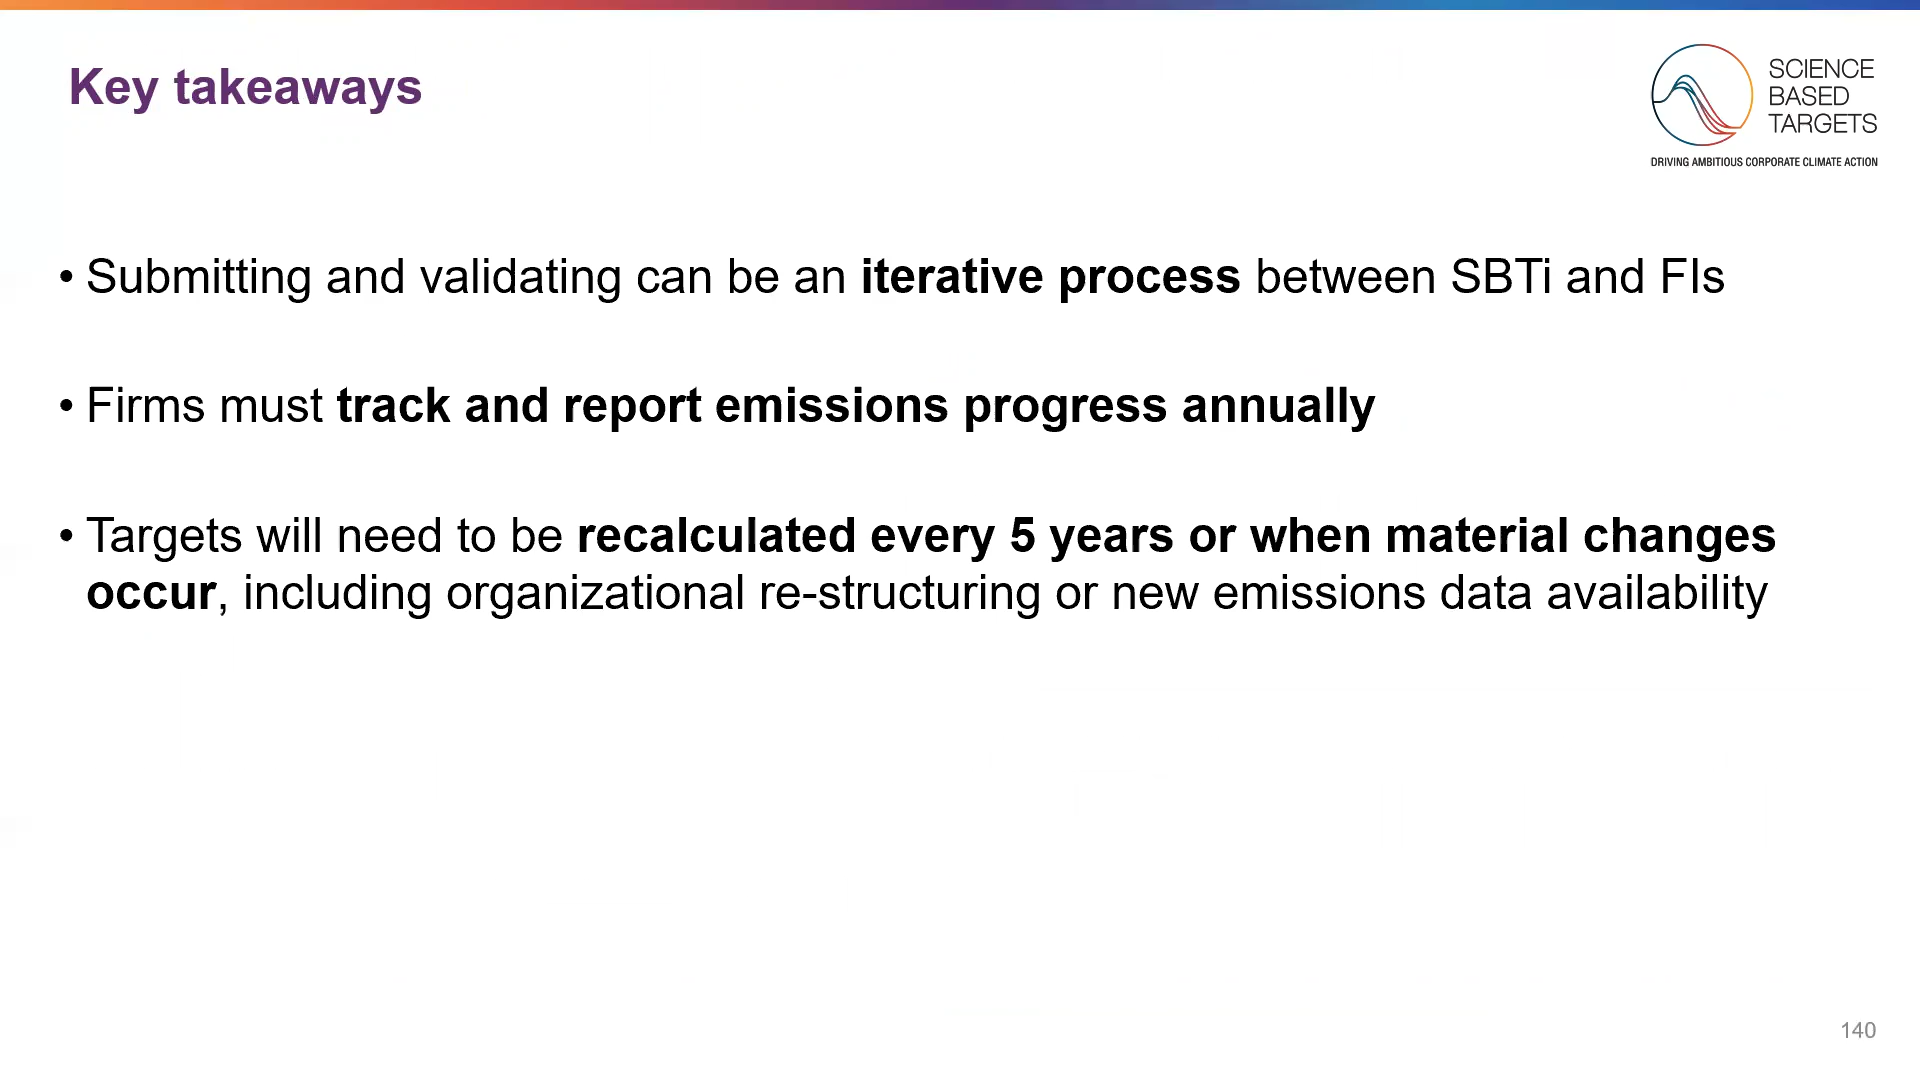 Key takeaways
SCIENCE
BASED
TARGETS
DRIVING AMBITIOUS CORPORATE CLIMATE ACTION
• Submitting and validating can be an iterative process between SBTi and FIs
• Firms must track and report emissions progress annually
• Targets will need to be recalculated every 5 years or when material changes
occur, including organizational re-structuring or new emissions data availability
140